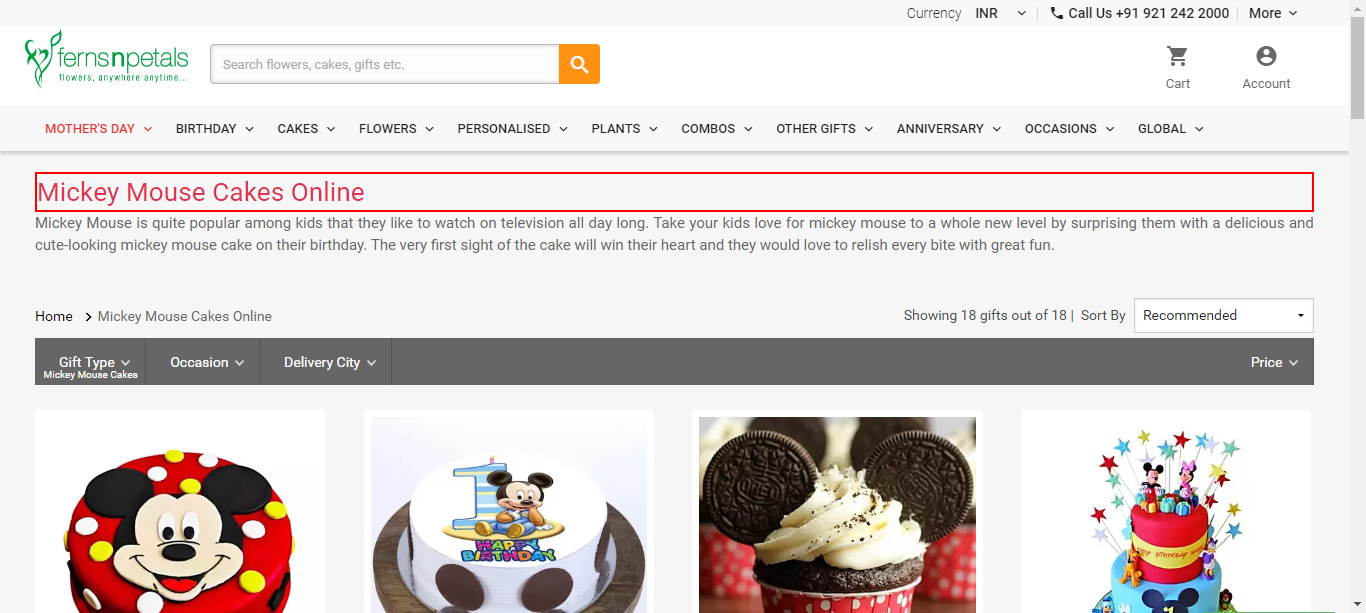 Currency INR Call Us +91 921 242 2000 More
fernsnpetals
flowers, anywhere anytime...
Search flowers, cakes, gifts etc.
Cart Account
MOTHER'S DAY BIRTHDAY CAKES FLOWERS PERSONALISED PLANTS COMBOS OTHER GIFTS ANNIVERSARY OCCASIONS GLOBAL
Mickey Mouse Cakes Online
Mickey Mouse is quite popular among kids that they like to watch on television all day long. Take your kids love for mickey mouse to a whole new level by surprising them with a delicious and
cute-looking mickey mouse cake on their birthday. The very first sight of the cake will win their heart and they would love to relish every bite with great fun.
Home Mickey Mouse Cakes Online
Showing 18 gifts out of 18 | Sort By Recommended
Gift Type Occasion Delivery City Price
Mickey Mouse Cakes
1
HAPPY
BIRTHDAY
OREO
HAPPY BIRTHDAY
1